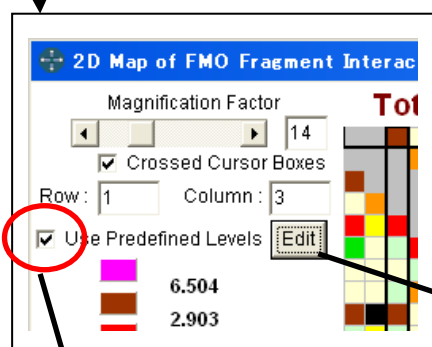 2D Map of FMO Fragment Interac
Magnification Factor
Tot
14
Crossed Cursor Boxes
Row : 1 Column : 3
Use Predefined Levels Edit
6.504
2.903